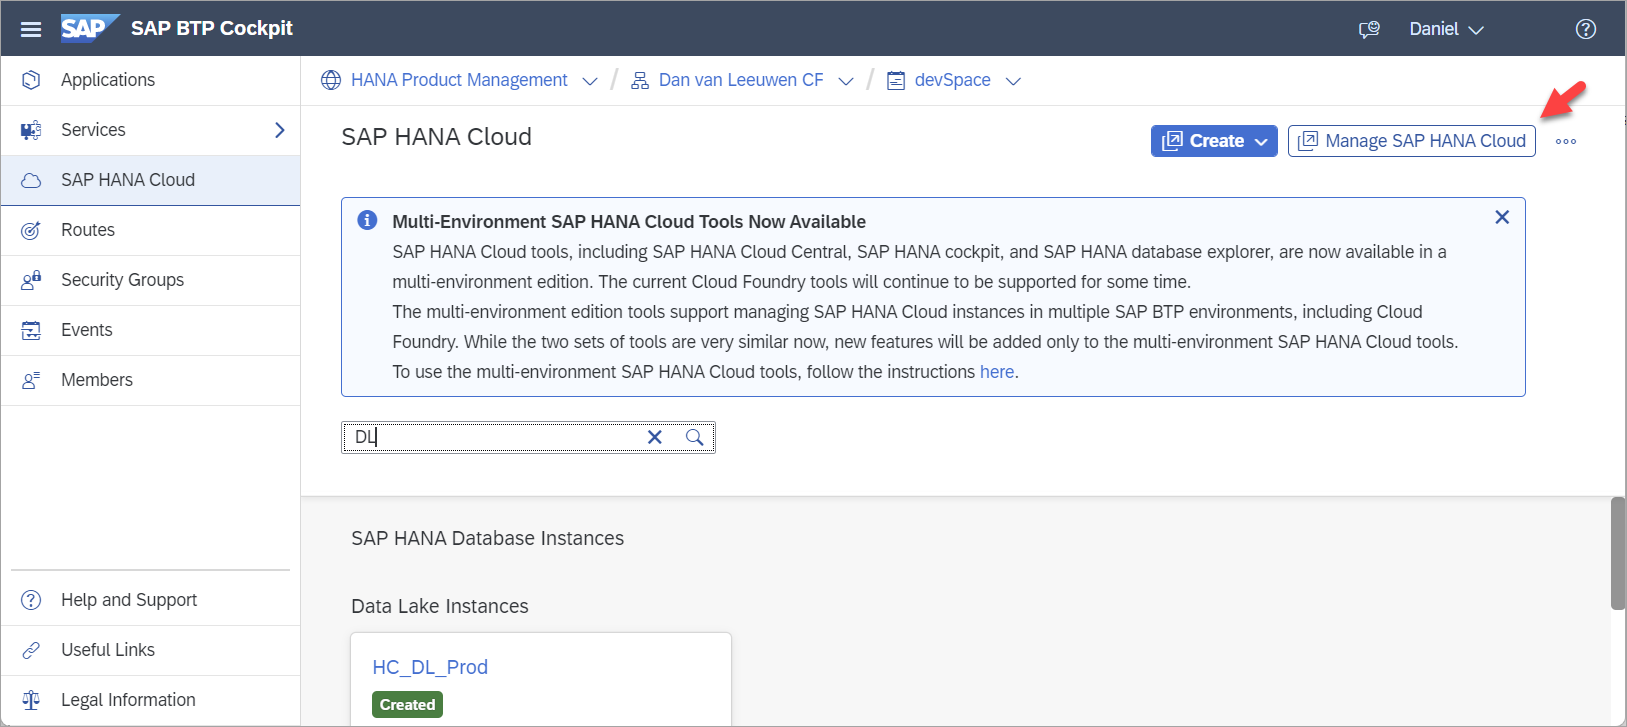 SAP SAP BTP Cockpit
Daniel
Applications
Services
SAP HANA Cloud
Routes
Security Groups
Events
Members
Help and Support
Useful Links
Legal Information
HANA Product Management / Dan van Leeuwen CF / devSpace
SAP HANA Cloud
Create
Manage SAP HANA Cloud
Multi-Environment SAP HANA Cloud Tools Now Available
SAP HANA Cloud tools, including SAP HANA Cloud Central, SAP HANA cockpit, and SAP HANA database explorer, are now available in a
multi-environment edition. The current Cloud Foundry tools will continue to be supported for some time.
The multi-environment edition tools support managing SAP HANA Cloud instances in multiple SAP BTP environments, including Cloud
Foundry. While the two sets of tools are very similar now, new features will be added only to the multi-environment SAP HANA Cloud tools.
To use the multi-environment SAP HANA Cloud tools, follow the instructions here.
DL
SAP HANA Database Instances
Data Lake Instances
HC_DL_Prod
Created